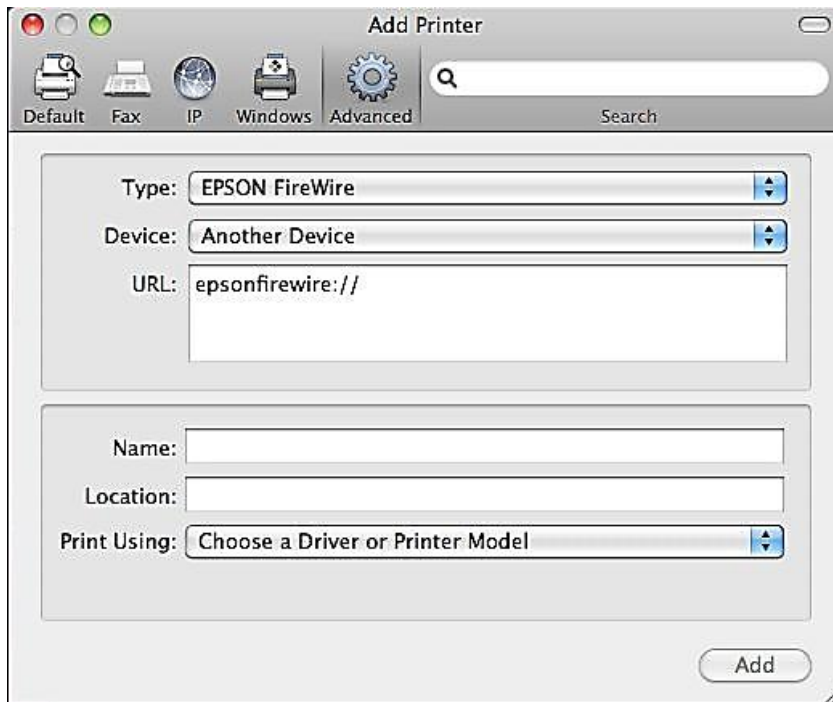 Add Printer
Default Fax IP Windows Advanced Search
Type: EPSON FireWire
Device: Another Device
URL: epsonfirewire://
Name:
Location:
Print Using: Choose a Driver or Printer Model
Add